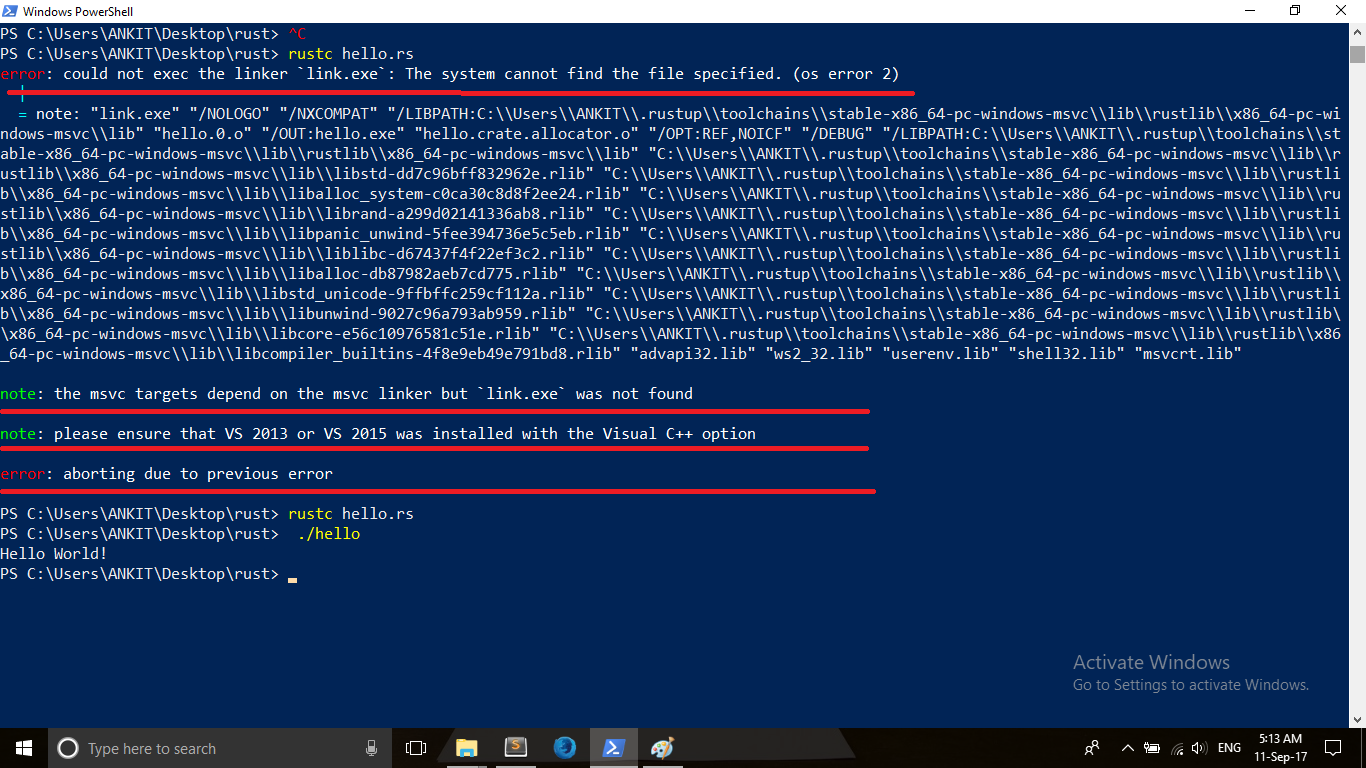 Windows PowerShell
PS C:\Users\ANKIT\Desktop\rust> ^C
PS C:\Users\ANKIT\Desktop\rust> rustc hello.rs
error: could not exec the linker `link.exe`: The system cannot find the file specified. (os error 2)
|
= note: "link.exe" "/NOLOGO" "/NXCOMPAT" "/LIBPATH:C:\\Users\\ANKIT\\.rustup\\toolchains\\stable-x86_64-pc-windows-msvc\\lib\\rustlib\\x86_64-pc-wi
ndows-msvc\\lib" "hello.0.o" "/OUT:hello.exe" "hello.crate.allocator.o" "/OPT:REF,NOICF" "/DEBUG" "/LIBPATH:C:\\Users\\ANKIT\\.rustup\\toolchains\\st
able-x86_64-pc-windows-msvc\\lib\\rustlib\\x86_64-pc-windows-msvc\\lib" "C:\\Users\\ANKIT\\.rustup\\toolchains\\stable-x86_64-pc-windows-msvc\\lib\\r
ustlib\\x86_64-pc-windows-msvc\\lib\\libstd-dd7c96bff832962e.rlib" "C:\\Users\\ANKIT\\.rustup\\toolchains\\stable-x86_64-pc-windows-msvc\\lib\\rustli
b\\x86_64-pc-windows-msvc\\lib\\liballoc_system-c0ca30c8d8f2ee24.rlib" "C:\\Users\\ANKIT\\.rustup\\toolchains\\stable-x86_64-pc-windows-msvc\\lib\\ru
stlib\\x86_64-pc-windows-msvc\\lib\\librand-a299d02141336ab8.rlib" "C:\\Users\\ANKIT\\.rustup\\toolchains\\stable-x86_64-pc-windows-msvc\\lib\\rustli
b\\x86_64-pc-windows-msvc\\lib\\libpanic_unwind-5fee394736e5c5eb.rlib" "C:\\Users\\ANKIT\\.rustup\\toolchains\\stable-x86_64-pc-windows-msvc\\lib\\ru
stlib\\x86_64-pc-windows-msvc\\lib\\liblibc-d67437f4f22ef3c2.rlib" "C:\\Users\\ANKIT\\.rustup\\toolchains\\stable-x86_64-pc-windows-msvc\\lib\\rustli
b\\x86_64-pc-windows-msvc\\lib\\liballoc-db87982aeb7cd775.rlib" "C:\\Users\\ANKIT\\.rustup\\toolchains\\stable-x86_64-pc-windows-msvc\\lib\\rustlib\\
x86_64-pc-windows-msvc\\lib\\libstd_unicode-9ffbffc259cf112a.rlib" "C:\\Users\\ANKIT\\.rustup\\toolchains\\stable-x86_64-pc-windows-msvc\\lib\\rustli
b\\x86_64-pc-windows-msvc\\lib\\libunwind-9027c96a793ab959.rlib" "C:\\Users\\ANKIT\\.rustup\\toolchains\\stable-x86_64-pc-windows-msvc\\lib\\rustlib\
\x86_64-pc-windows-msvc\\lib\\libcore-e56c10976581c51e.rlib" "C:\\Users\\ANKIT\\.rustup\\toolchains\\stable-x86_64-pc-windows-msvc\\lib\\rustlib\\x86
_64-pc-windows-msvc\\lib\\libcompiler_builtins-4f8e9eb49e791bd8.rlib" "advapi32.lib" "ws2_32.lib" "userenv.lib" "shell32.lib" "msvcrt.lib"
note: the msvc targets depend on the msvc linker but `link.exe` was not found
note: please ensure that VS 2013 or VS 2015 was installed with the Visual C++ option
error: aborting due to previous error
PS C:\Users\ANKIT\Desktop\rust> rustc hello.rs
PS C:\Users\ANKIT\Desktop\rust>  ./hello
Hello World!
PS C:\Users\ANKIT\Desktop\rust>
Activate Windows
Go to Settings to activate Windows.
Type here to search
S
ENG
5:13 AM
11-Sep-17